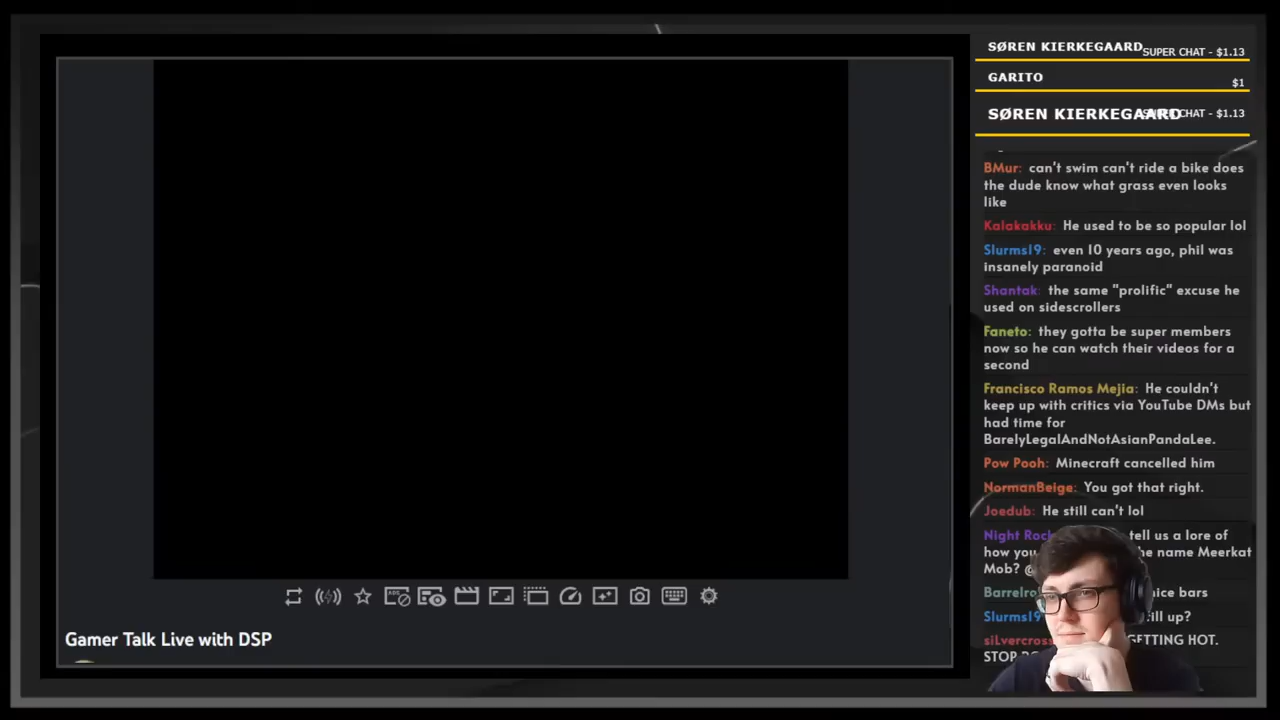 SØREN KIERKEGAARD SUPER CHAT - $1.13
GARITO $1
SØREN KIERKEGAARD CHAT - $1.13
BMur: can't swim can't ride a bike does
the dude know what grass even looks
like
Kalakakku: He used to be so popular lol
Slurms19: even 10 years ago, phil was
insanely paranoid
Shantak: the same "prolific" excuse he
used on sidescrollers
Faneto: they gotta be super members
now so he can watch their videos for a
second
Francisco Ramos Mejia: He couldn't
keep up with critics via YouTube DMs but
had time for
BarelyLegalAndNotAsianPandaLee.
Pow Pooh: Minecraft cancelled him
NormanBeige: You got that right.
Joedub: He still can't lol
Night tell us a lore of
how you name Meerkat
Mob?
nice bars
Slurms19 up?
GETTING HOT.
STOP
Gamer Talk Live with DSP